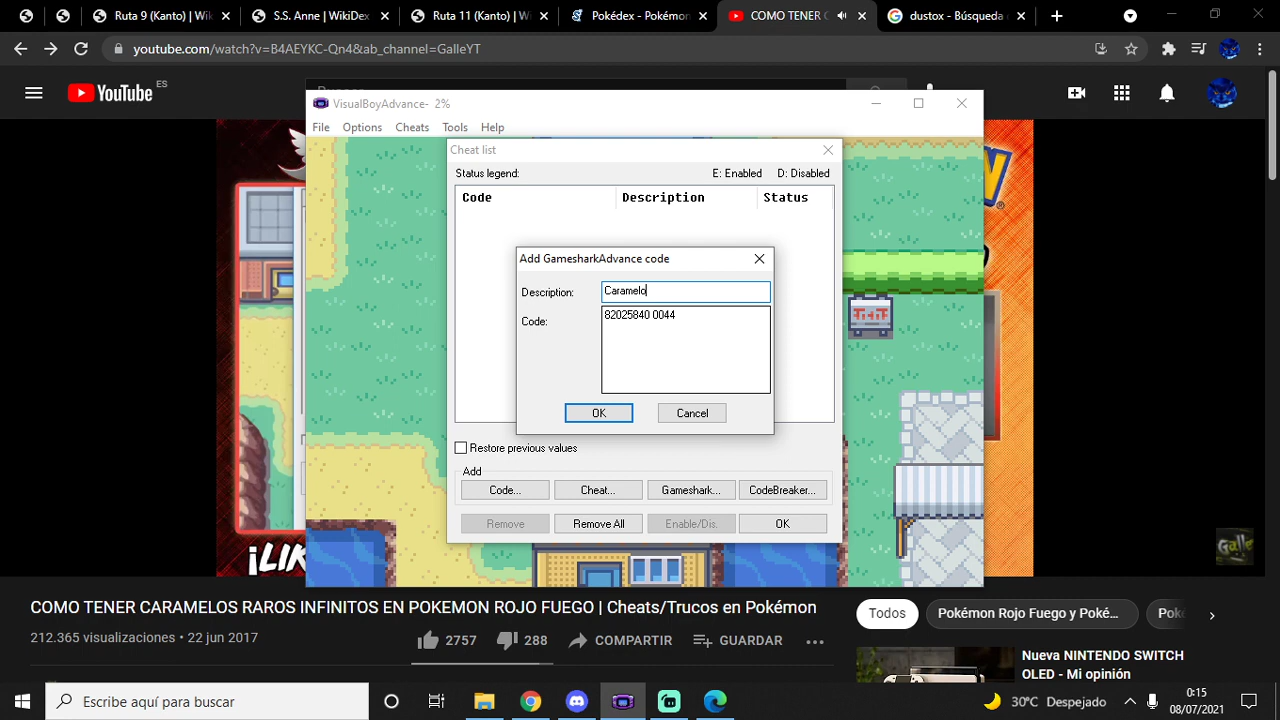 Ruta 9 (Kanto) | Wiki
S.S. Anne | WikiDex
Ruta 11 (Kanto) | W
Pokédex - Pokémon
COMO TENER C
dustox - Búsqueda
youtube.com/watch?v=B4AEYKC-Qn4&ab_channel=GalleYT
YouTube ES
VisualBoyAdvance- 2%
File Options Cheats Tools Help
Cheat list
Status legend: E: Enabled D: Disabled
Code Description Status
Add GamesharkAdvance code
Description: Caramelo
Code: 82025840 0044
OK Cancel
Restore previous values
Add
Code... Cheat... Gameshark... CodeBreaker...
Remove Remove All Enable/Dis. OK
¡LIK
Galle
COMO TENER CARAMELOS RAROS INFINITOS EN POKEMON ROJO FUEGO | Cheats/Trucos en Pokémon
212.365 visualizaciones • 22 jun 2017
2757 288 COMPARTIR GUARDAR
Todos Pokémon Rojo Fuego y Poké... Pok
Nueva NINTENDO SWITCH
OLED - Mi opinión
Escribe aquí para buscar
30°C Despejado
0:15
08/07/2021